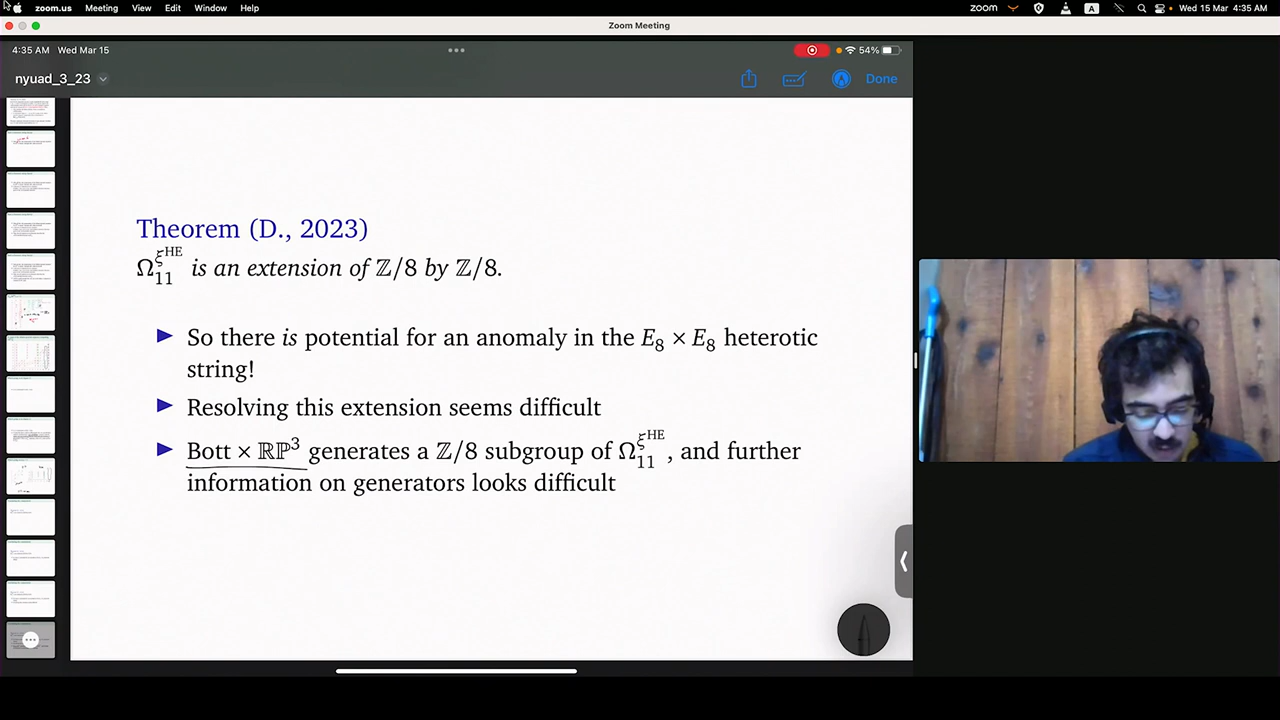 zoom.us Meeting View Edit Window Help
zoom A Wed 15 Mar 4:35 AM
Zoom Meeting
4:35 AM Wed Mar 15
54%
nyuad_3_23
Done
Theorem (D., 2023)
Ω₁₁^{ξ^HE} is an extension of ℤ/8 by ℤ/8.
▶ So there is potential for an anomaly in the E₈ × E₈ heterotic
string!
▶ Resolving this extension seems difficult
▶ Bott × ℝℙ³ generates a ℤ/8 subgroup of Ω₁₁^{ξ^HE}, and further
information on generators looks difficult